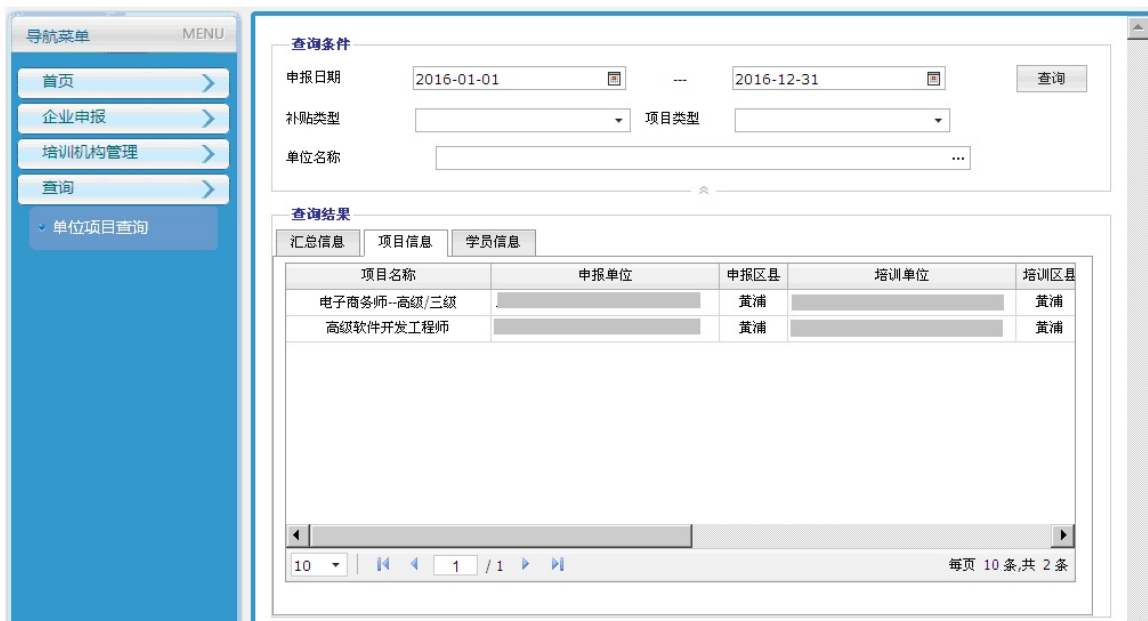 导航菜单 MENU
首页
企业申报
培训机构管理
查询
单位项目查询
查询条件
申报日期 2016-01-01 --- 2016-12-31 查询
补贴类型 项目类型
单位名称 ...
查询结果
汇总信息 项目信息 学员信息
项目名称 申报单位 申报区县 培训单位 培训区县
电子商务师--高级/三级 黄浦 黄浦
高级软件开发工程师 黄浦 黄浦
10 1 / 1 每页 10 条,共 2 条